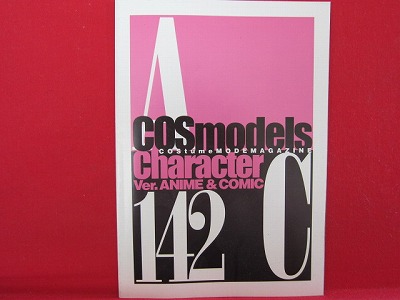 A
COSmodels
COStumeMODEMAGAZINE
Character
Ver. ANIME & COMIC
142 C